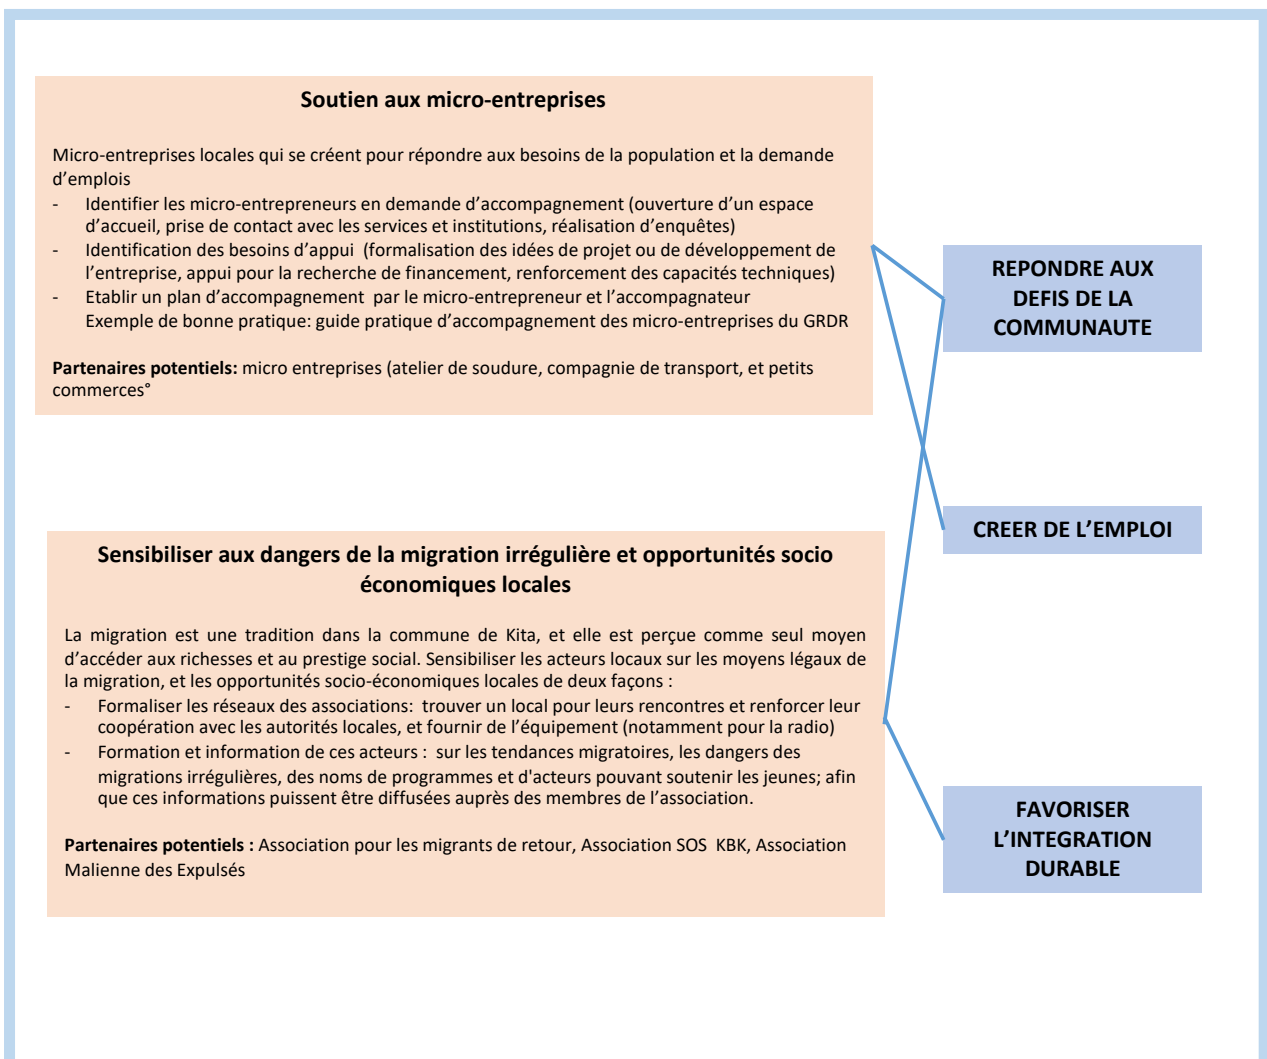 Soutien aux micro-entreprises
Micro-entreprises locales qui se créent pour répondre aux besoins de la population et la demande
d’emplois
- Identifier les micro-entrepreneurs en demande d’accompagnement (ouverture d’un espace
d’accueil, prise de contact avec les services et institutions, réalisation d’enquêtes)
- Identification des besoins d’appui (formalisation des idées de projet ou de développement de
l’entreprise, appui pour la recherche de financement, renforcement des capacités techniques)
- Etablir un plan d’accompagnement par le micro-entrepreneur et l’accompagnateur
Exemple de bonne pratique: guide pratique d’accompagnement des micro-entreprises du GRDR
Partenaires potentiels: micro entreprises (atelier de soudure, compagnie de transport, et petits
commerces°
REPONDRE AUX
DEFIS DE LA
COMMUNAUTE
CREER DE L’EMPLOI
Sensibiliser aux dangers de la migration irrégulière et opportunités socio
économiques locales
La migration est une tradition dans la commune de Kita, et elle est perçue comme seul moyen
d’accéder aux richesses et au prestige social. Sensibiliser les acteurs locaux sur les moyens légaux de
la migration, et les opportunités socio-économiques locales de deux façons :
- Formaliser les réseaux des associations: trouver un local pour leurs rencontres et renforcer leur
coopération avec les autorités locales, et fournir de l’équipement (notamment pour la radio)
- Formation et information de ces acteurs : sur les tendances migratoires, les dangers des
migrations irrégulières, des noms de programmes et d'acteurs pouvant soutenir les jeunes; afin
que ces informations puissent être diffusées auprès des membres de l’association.
Partenaires potentiels : Association pour les migrants de retour, Association SOS KBK, Association
Malienne des Expulsés
FAVORISER
L’INTEGRATION
DURABLE